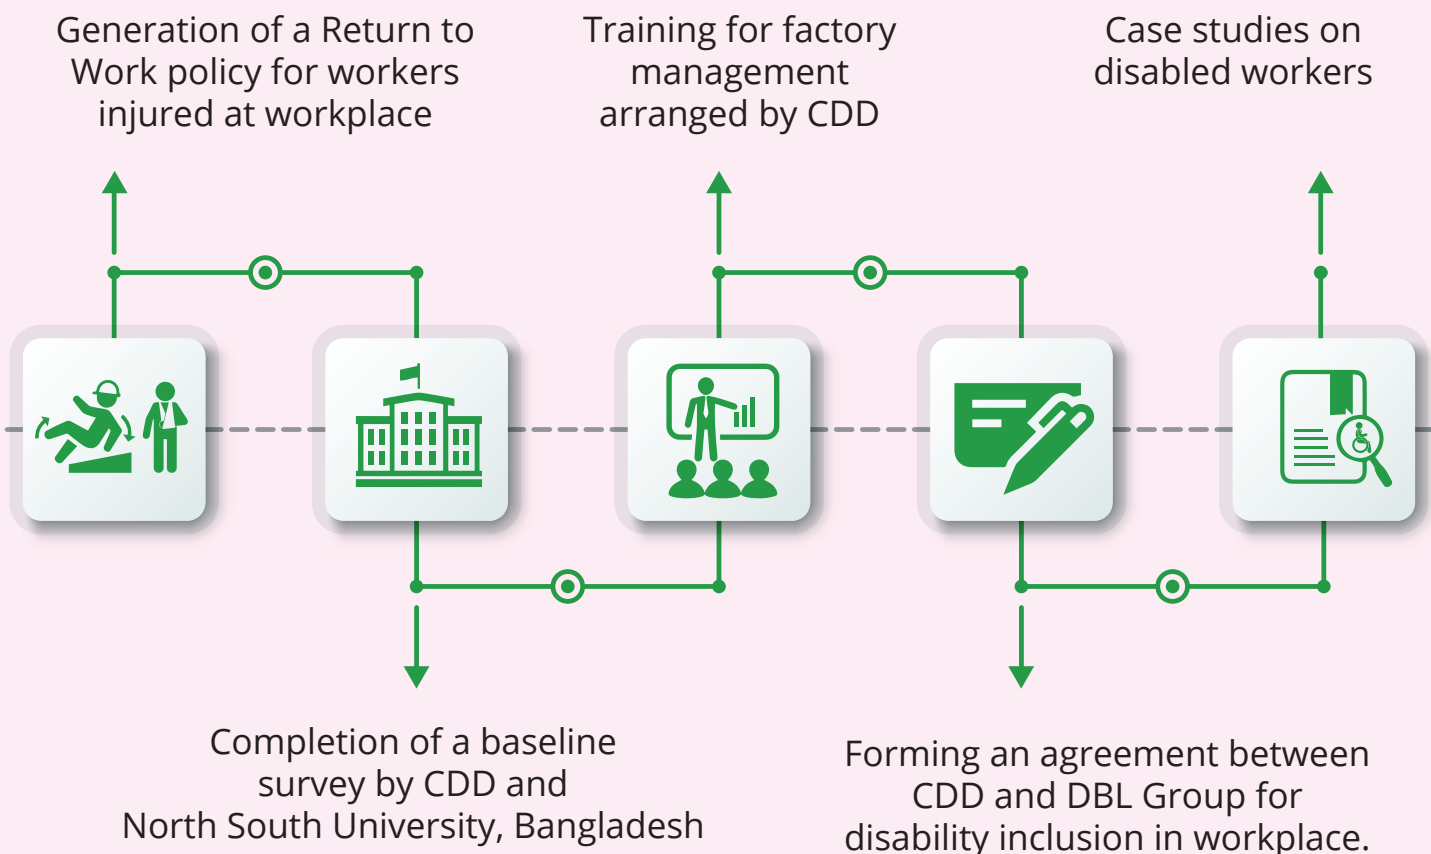 Generation of a Return to
Work policy for workers
injured at workplace
Training for factory
management
arranged by CDD
Case studies on
disabled workers
Completion of a baseline
survey by CDD and
North South University, Bangladesh
Forming an agreement between
CDD and DBL Group for
disability inclusion in workplace.